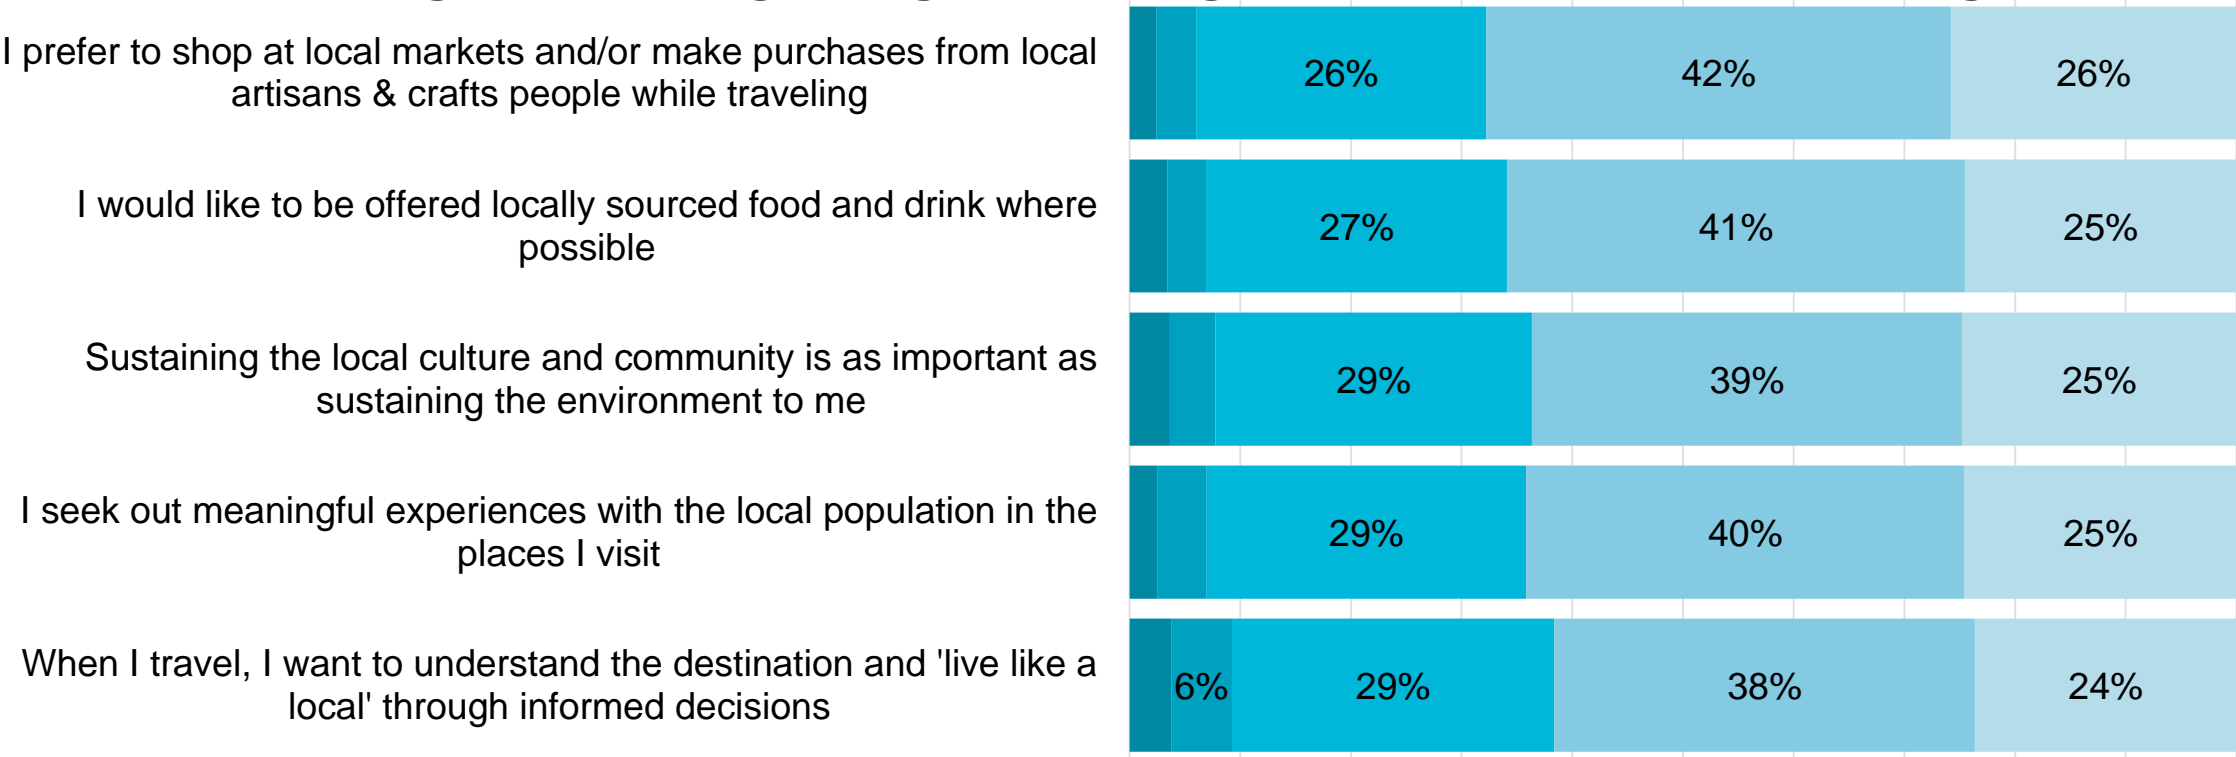 I prefer to shop at local markets and/or make purchases from local
artisans & crafts people while traveling
26% 42% 26%
I would like to be offered locally sourced food and drink where
possible
27% 41% 25%
Sustaining the local culture and community is as important as
sustaining the environment to me
29% 39% 25%
I seek out meaningful experiences with the local population in the
places I visit
29% 40% 25%
When I travel, I want to understand the destination and 'live like a
local' through informed decisions
6% 29% 38% 24%